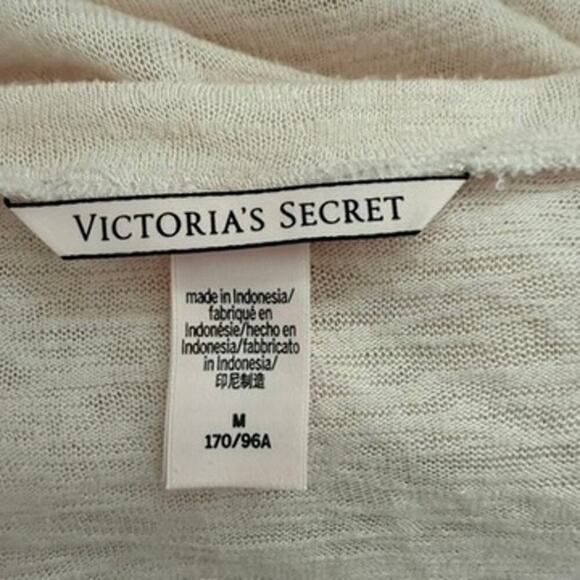 VICTORIA'S SECRET
made in Indonesia/
fabriqué en
Indonésie/hecho en
Indonesia/fabbricato
in Indonesia/
印尼制造
M
170/96A